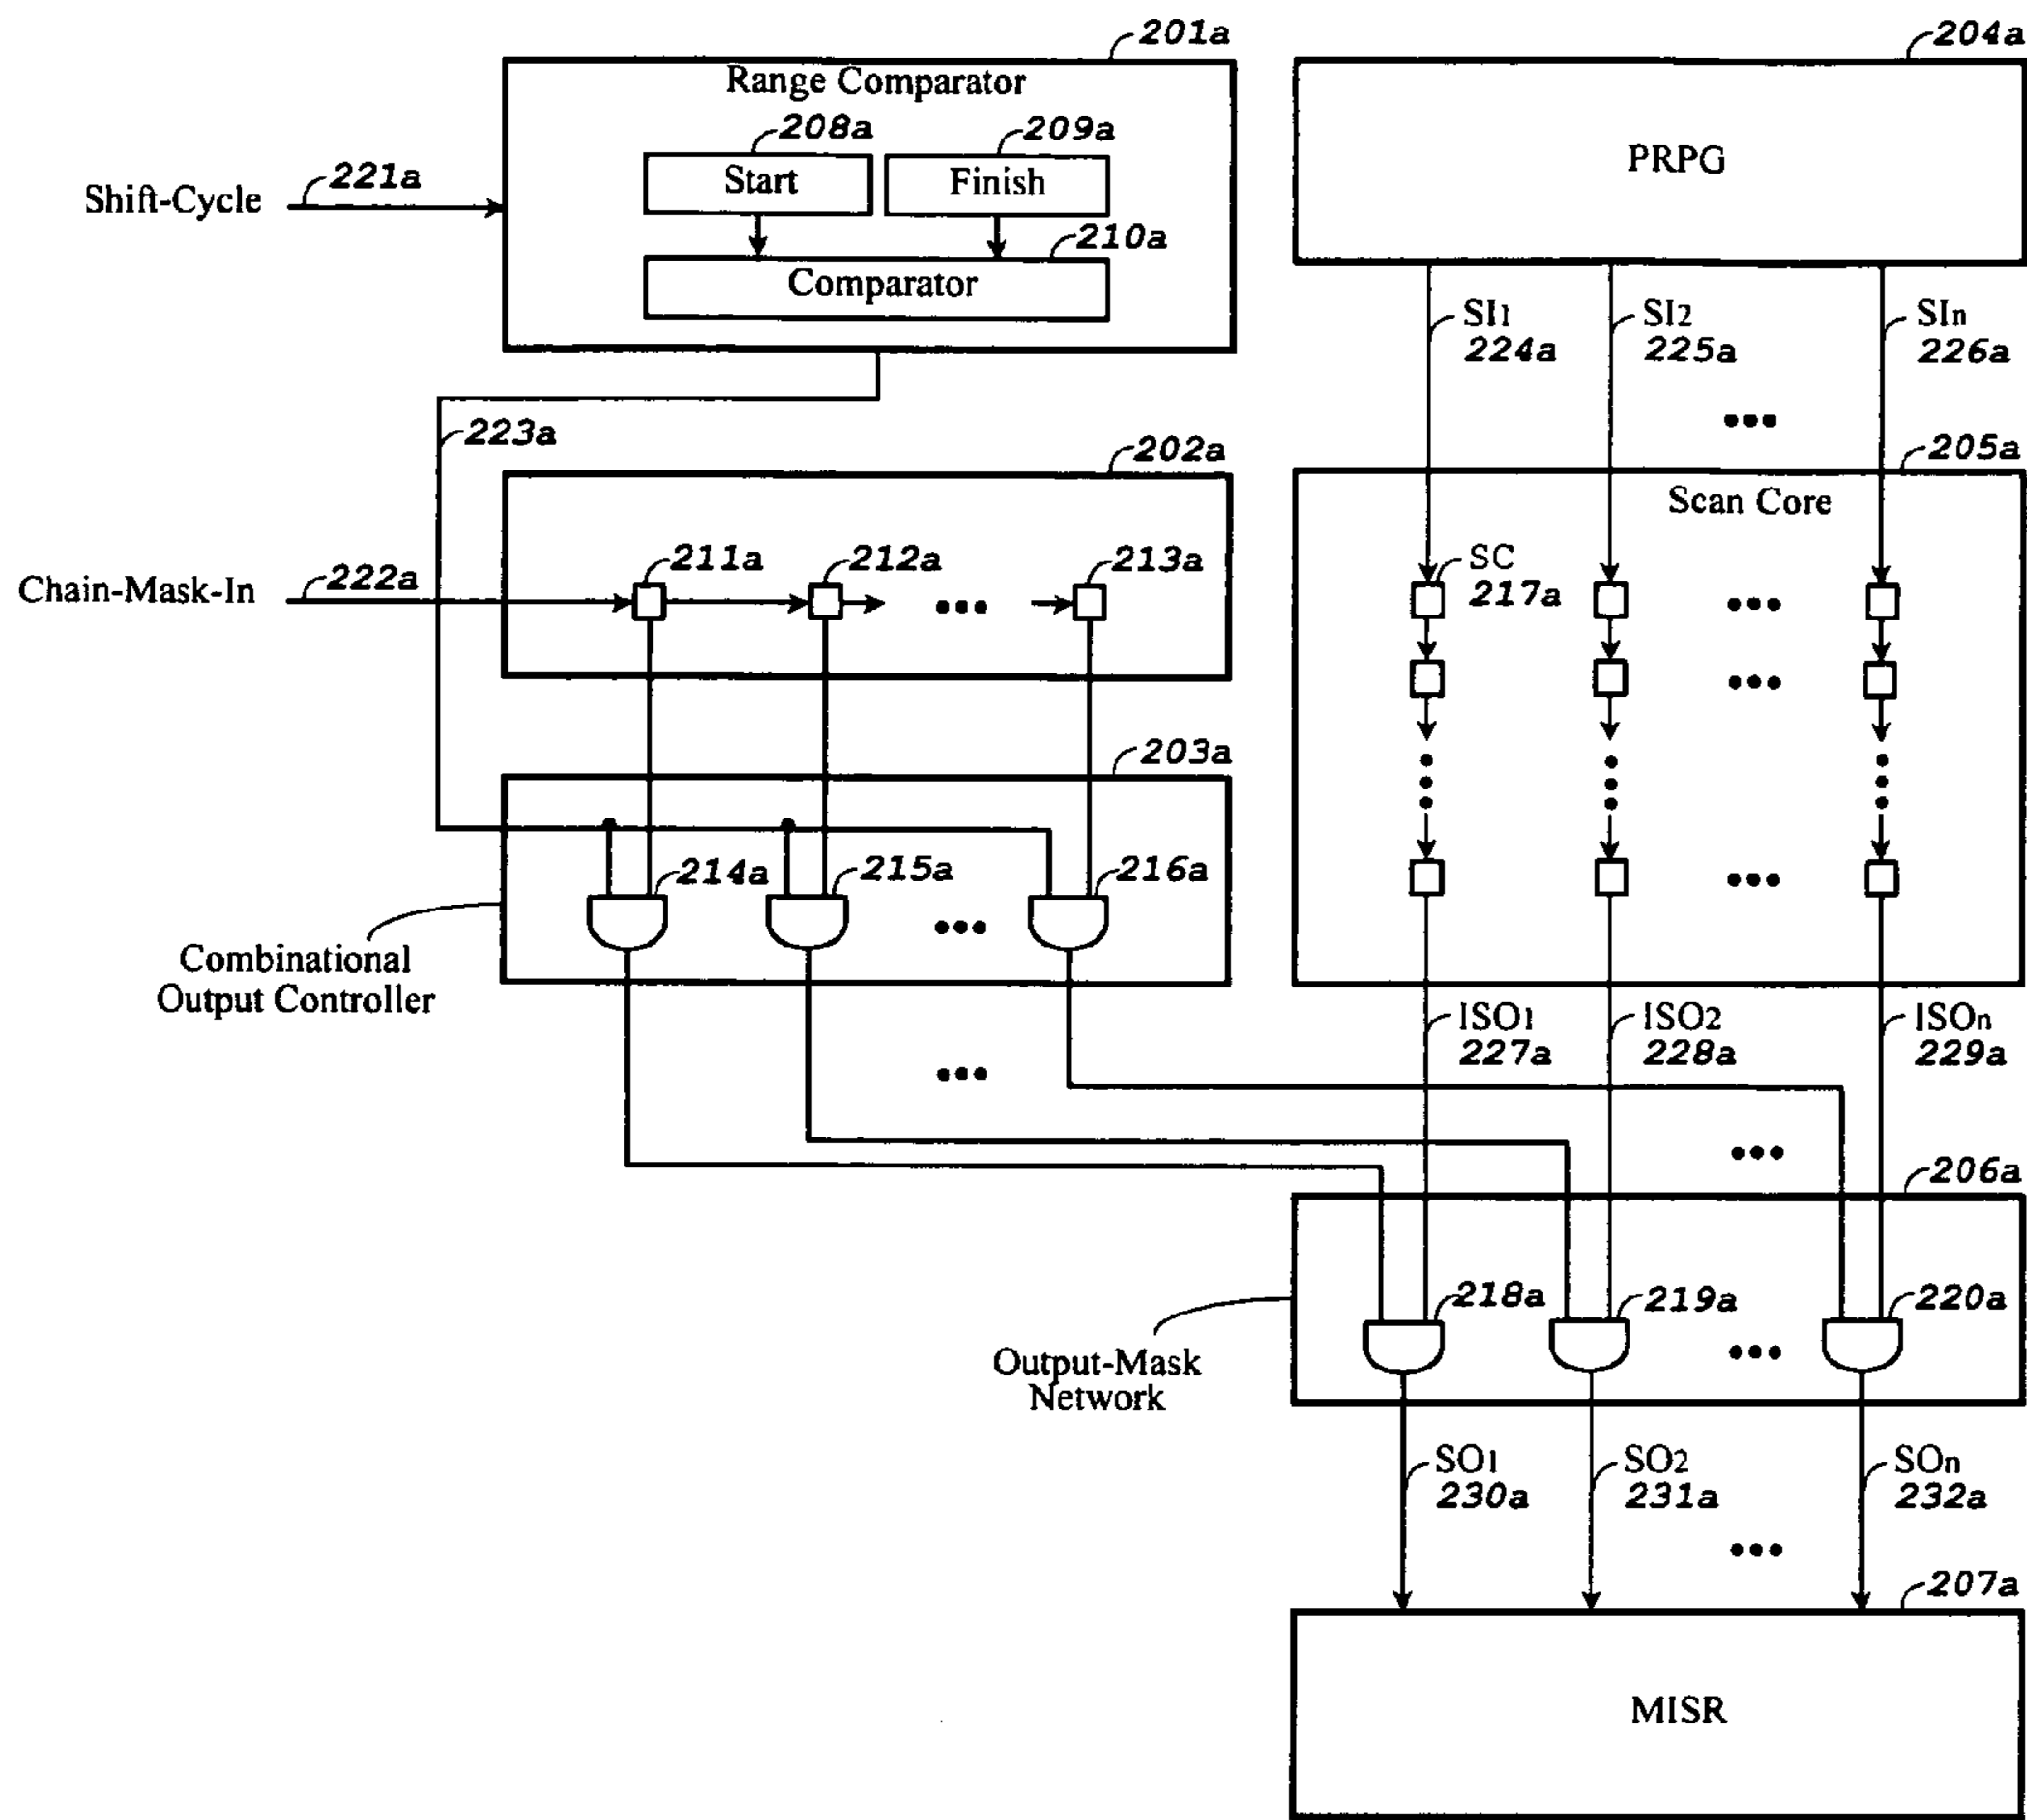 201a
Range Comparator
208a
209a
Start
Finish
210a
Comparator
Shift-Cycle
221a
204a
PRPG
SI1
224a
SI2
225a
SIn
226a
•••
223a
202a
Chain-Mask-In
222a
211a
212a
213a
•••
205a
Scan Core
SC
217a
•••
•••
•••
203a
214a
215a
216a
•••
Combinational
Output Controller
•••
ISO1
227a
ISO2
228a
ISOn
229a
•••
206a
218a
219a
220a
•••
Output-Mask
Network
SO1
230a
SO2
231a
SOn
232a
•••
207a
MISR